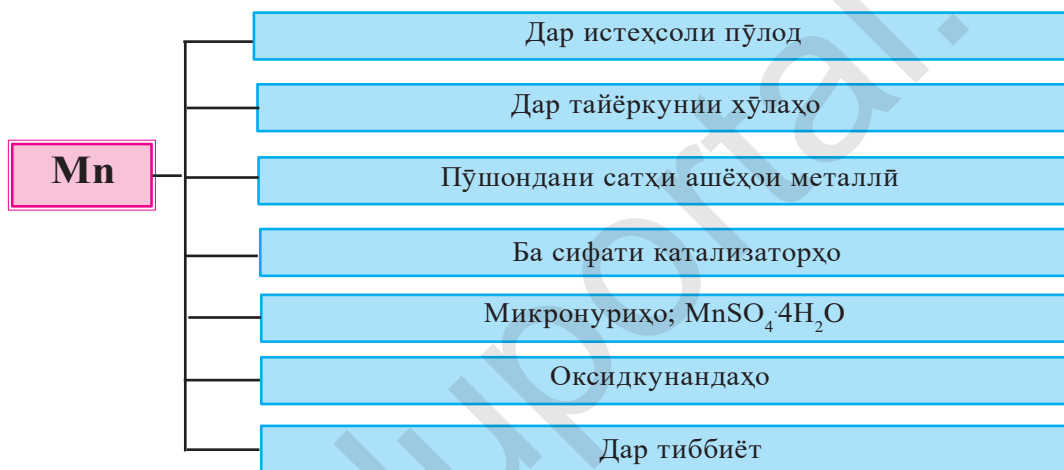 Дар истеҳсоли пӯлод
Дар тайёркунии хӯлаҳо
Mn
Пӯшондани сатҳи ашёҳои металлӣ
Ба сифати катализаторҳо
Микронуриҳо; MnSO₄·4H₂O
Оксидкунандаҳо
Дар тиббиёт